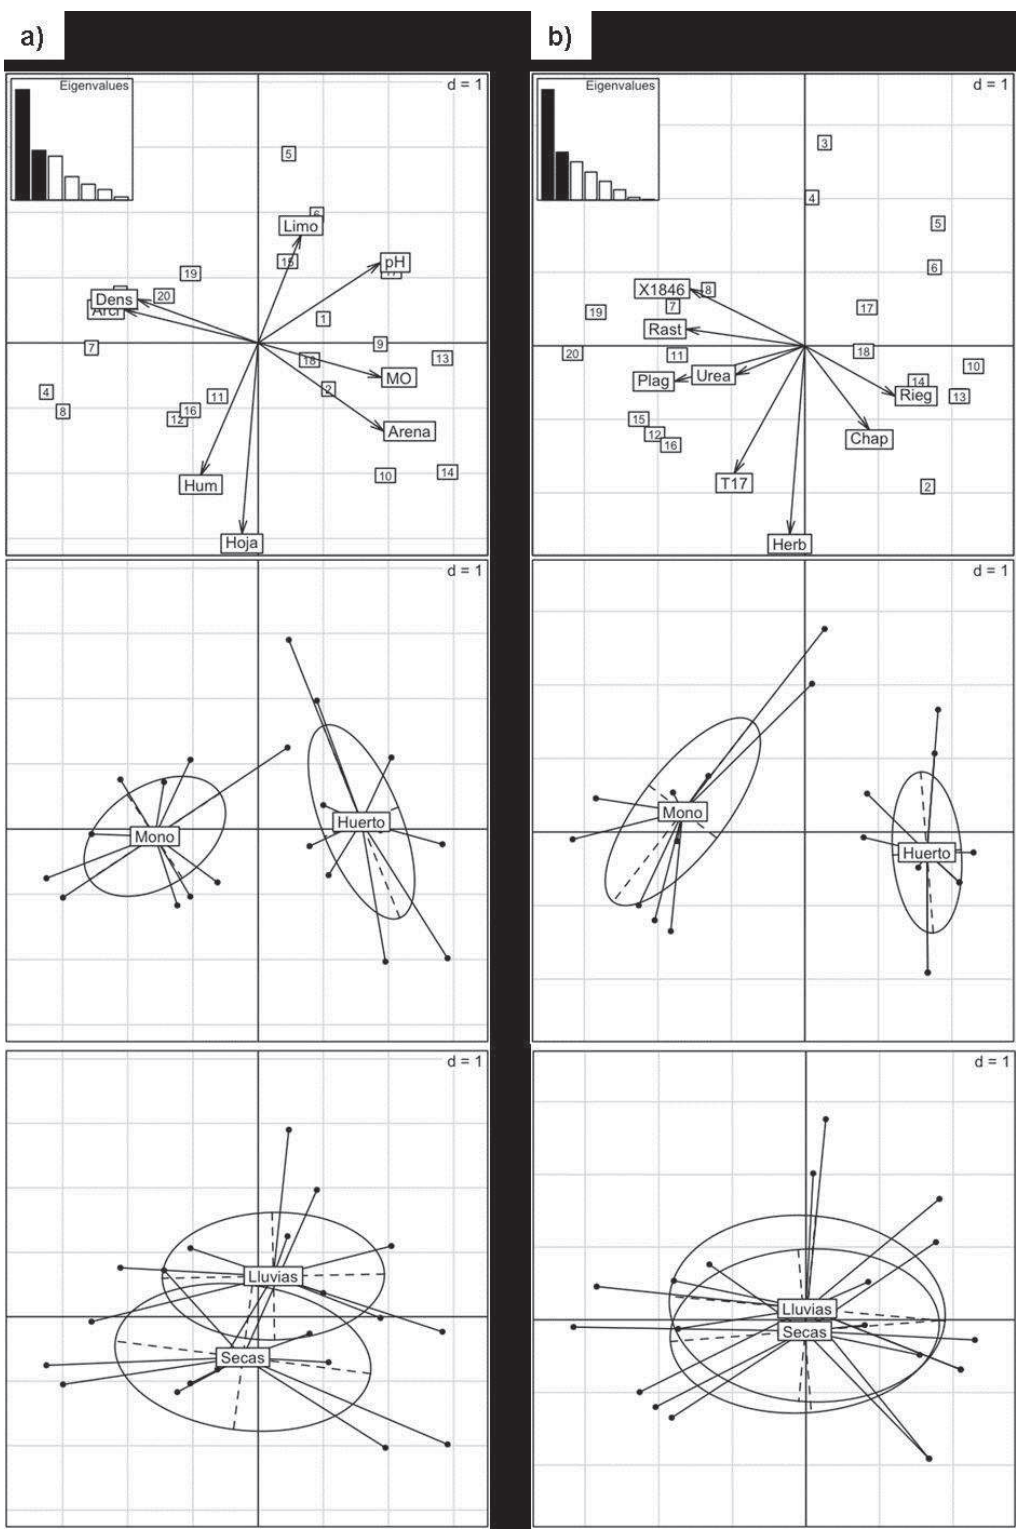 a)
Eigenvalues
d = 1
5
6
Limo
15
pH
19
20
Dens
1
7
9
18
13
MO
4
2
8
11
16
12
Arena
10
14
Hum
Hoja
d = 1
Mono
Huerto
d = 1
Lluvias
Secas
b)
Eigenvalues
d = 1
3
4
5
6
X1846
8
7
19
17
Rast
20
11
18
10
Plag
Urea
14
Rieg
13
15
12
16
Chap
T17
2
Herb
d = 1
Mono
Huerto
d = 1
Lluvias
Secas